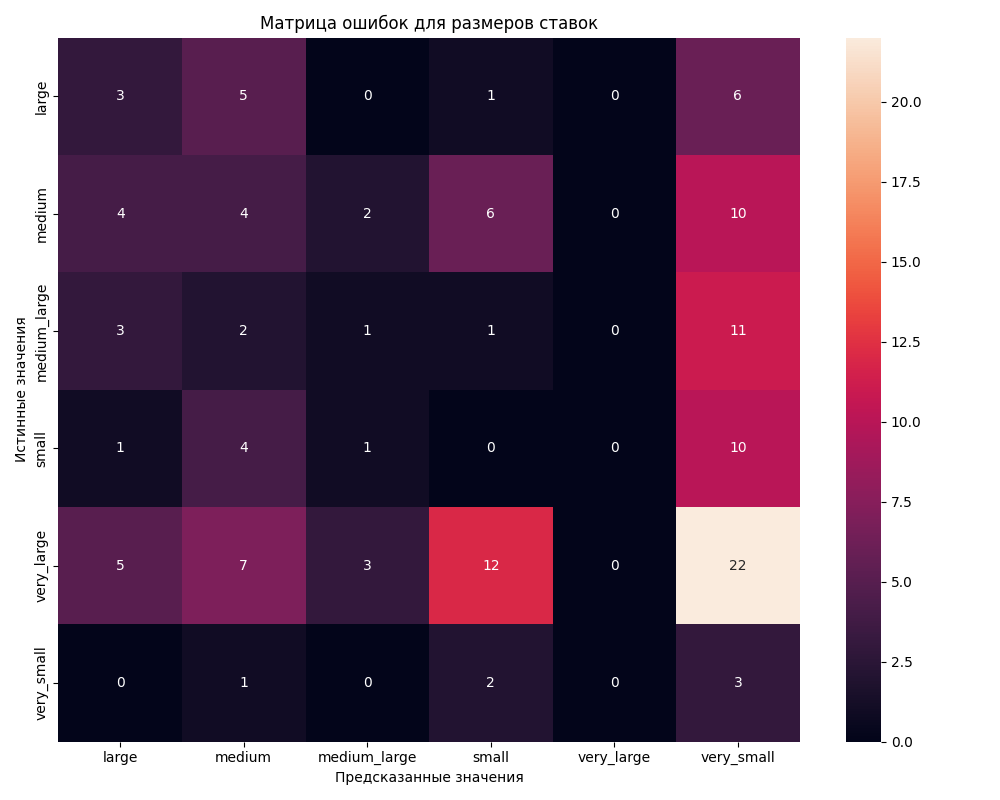 Матрица ошибок для размеров ставок
Истинные значения
large 3 5 0 1 0 6
medium 4 4 2 6 0 10
medium_large 3 2 1 1 0 11
small 1 4 1 0 0 10
very_large 5 7 3 12 0 22
very_small 0 1 0 2 0 3
large medium medium_large small very_large very_small
Предсказанные значения
20.0
17.5
15.0
12.5
10.0
7.5
5.0
2.5
0.0